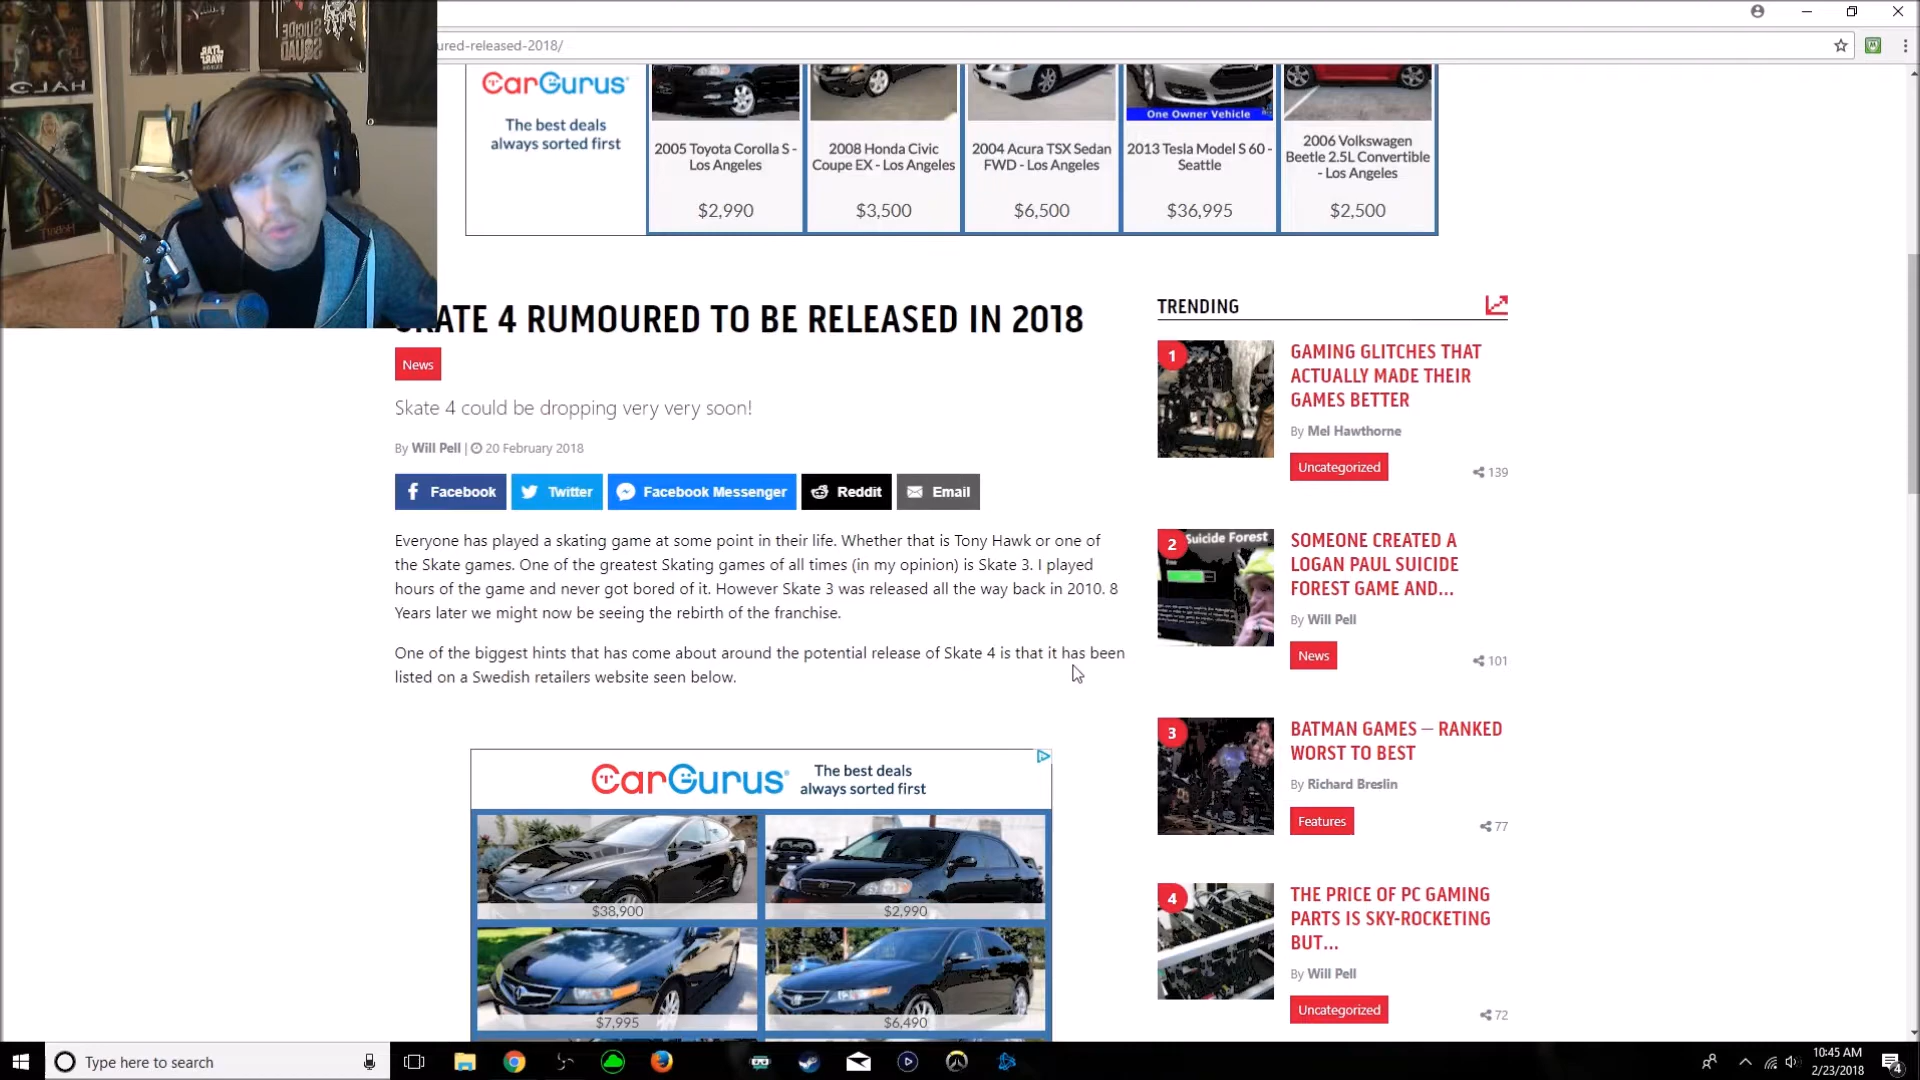 ured-released-2018/
CarGurus
The best deals
always sorted first
One Owner Vehicle
2005 Toyota Corolla S -
Los Angeles
$2,990
2008 Honda Civic
Coupe EX - Los Angeles
$3,500
2004 Acura TSX Sedan
FWD - Los Angeles
$6,500
2013 Tesla Model S 60 -
Seattle
$36,995
2006 Volkswagen
Beetle 2.5L Convertible
- Los Angeles
$2,500
SKATE 4 RUMOURED TO BE RELEASED IN 2018
News
Skate 4 could be dropping very very soon!
By Will Pell | 20 February 2018
Facebook
Twitter
Facebook Messenger
Reddit
Email
Everyone has played a skating game at some point in their life. Whether that is Tony Hawk or one of
the Skate games. One of the greatest Skating games of all times (in my opinion) is Skate 3. I played
hours of the game and never got bored of it. However Skate 3 was released all the way back in 2010. 8
Years later we might now be seeing the rebirth of the franchise.
One of the biggest hints that has come about around the potential release of Skate 4 is that it has been
listed on a Swedish retailers website seen below.
CarGurus
The best deals
always sorted first
$38,900
$2,990
$7,995
$6,490
TRENDING
1
GAMING GLITCHES THAT
ACTUALLY MADE THEIR
GAMES BETTER
By Mel Hawthorne
Uncategorized
139
2
Suicide Forest
SOMEONE CREATED A
LOGAN PAUL SUICIDE
FOREST GAME AND...
By Will Pell
News
101
3
BATMAN GAMES – RANKED
WORST TO BEST
By Richard Breslin
Features
77
4
THE PRICE OF PC GAMING
PARTS IS SKY-ROCKETING
BUT...
By Will Pell
Uncategorized
72
Type here to search
10:45 AM
2/23/2018
4